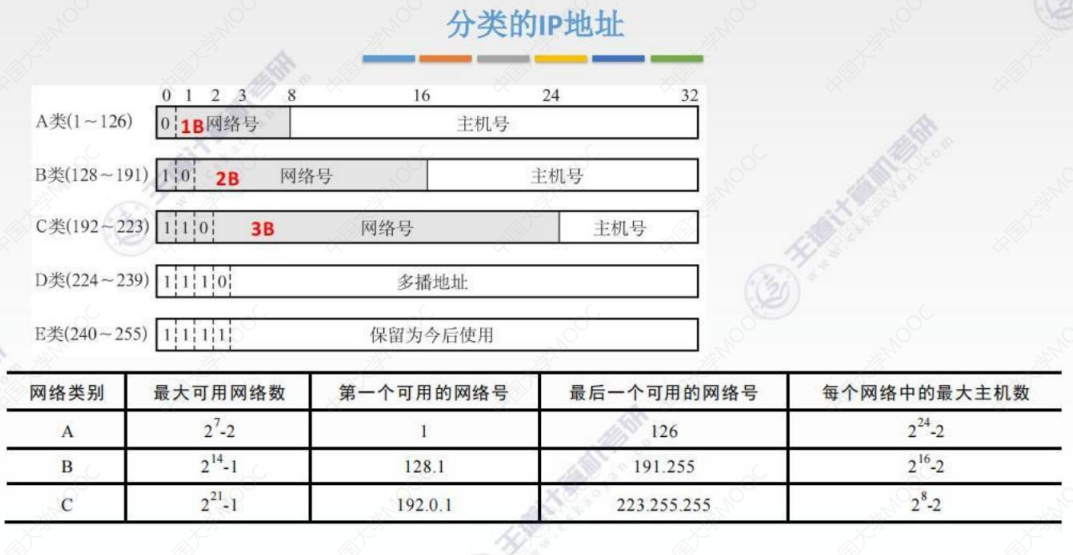 分类的IP地址
0 1 2 3 8 16 24 32
A类(1~126) 0 1B 网络号 主机号
B类(128~191) 1 0 2B 网络号 主机号
C类(192~223) 1 1 0 3B 网络号 主机号
D类(224~239) 1 1 1 0 多播地址
E类(240~255) 1 1 1 1 保留为今后使用
网络类别 最大可用网络数 第一个可用的网络号 最后一个可用的网络号 每个网络中的最大主机数
A 2^7-2 1 126 2^24-2
B 2^14-1 128.1 191.255 2^16-2
C 2^21-1 192.0.1 223.255.255 2^8-2
王道计算机考研
www.cskaoyan.com
中国大学MOOC